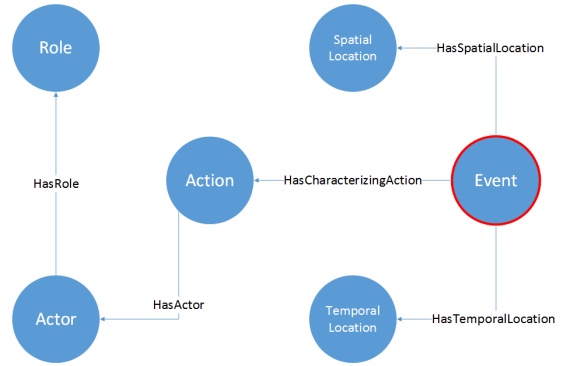 Role
Spatial
Location
HasSpatialLocation
Action
HasCharacterizingAction
Event
HasRole
HasActor
Actor
Temporal
Location
HasTemporalLocation